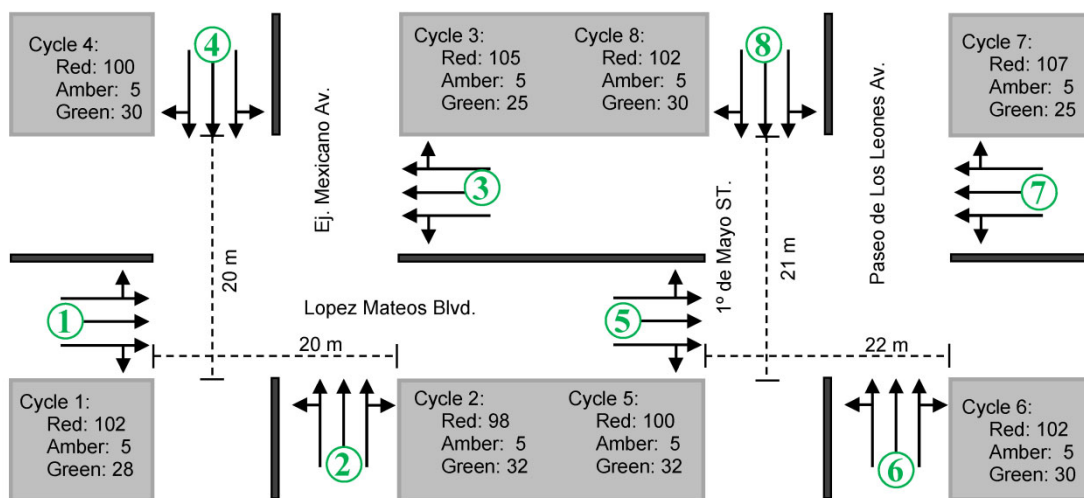 Cycle 4:
Red: 100
Amber: 5
Green: 30
4
Ej. Mexicano Av.
Cycle 3:
Red: 105
Amber: 5
Green: 25
Cycle 8:
Red: 102
Amber: 5
Green: 30
8
Paseo de Los Leones Av.
Cycle 7:
Red: 107
Amber: 5
Green: 25
3
7
1º de Mayo ST.
20 m
21 m
1
Lopez Mateos Blvd.
5
20 m
22 m
Cycle 1:
Red: 102
Amber: 5
Green: 28
2
Cycle 2:
Red: 98
Amber: 5
Green: 32
Cycle 5:
Red: 100
Amber: 5
Green: 32
6
Cycle 6:
Red: 102
Amber: 5
Green: 30